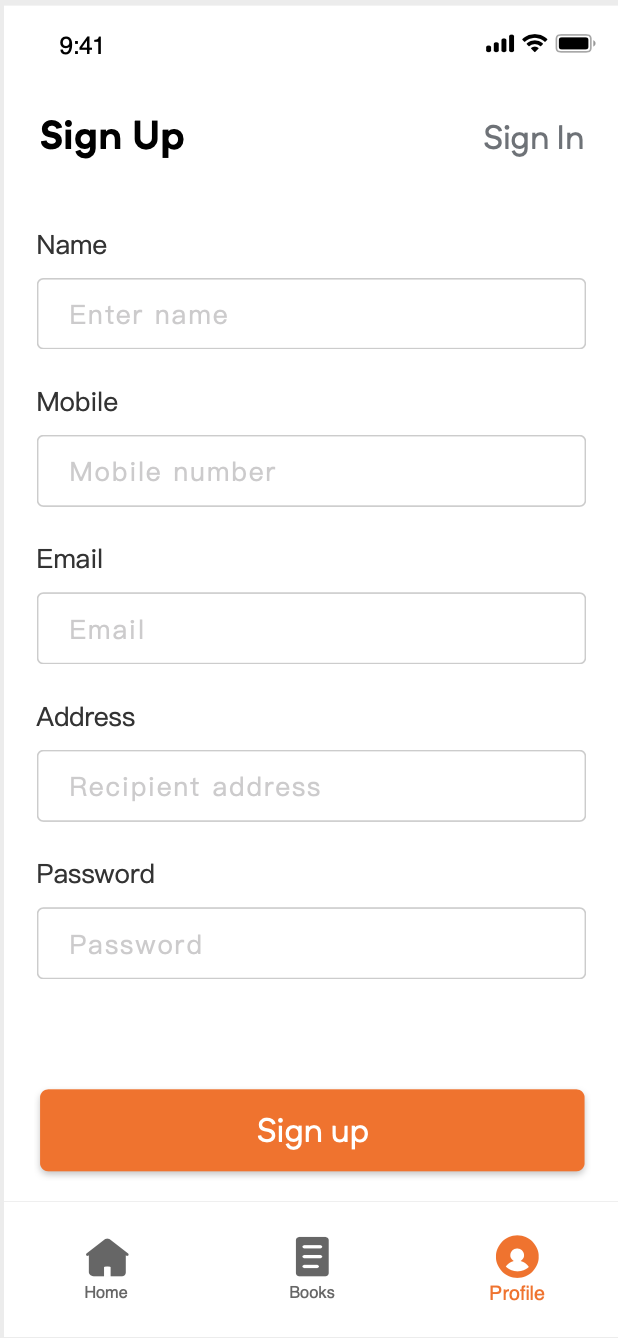 9:41
Sign Up Sign In
Name
Enter name
Mobile
Mobile number
Email
Email
Address
Recipient address
Password
Password
Sign up
Home Books Profile